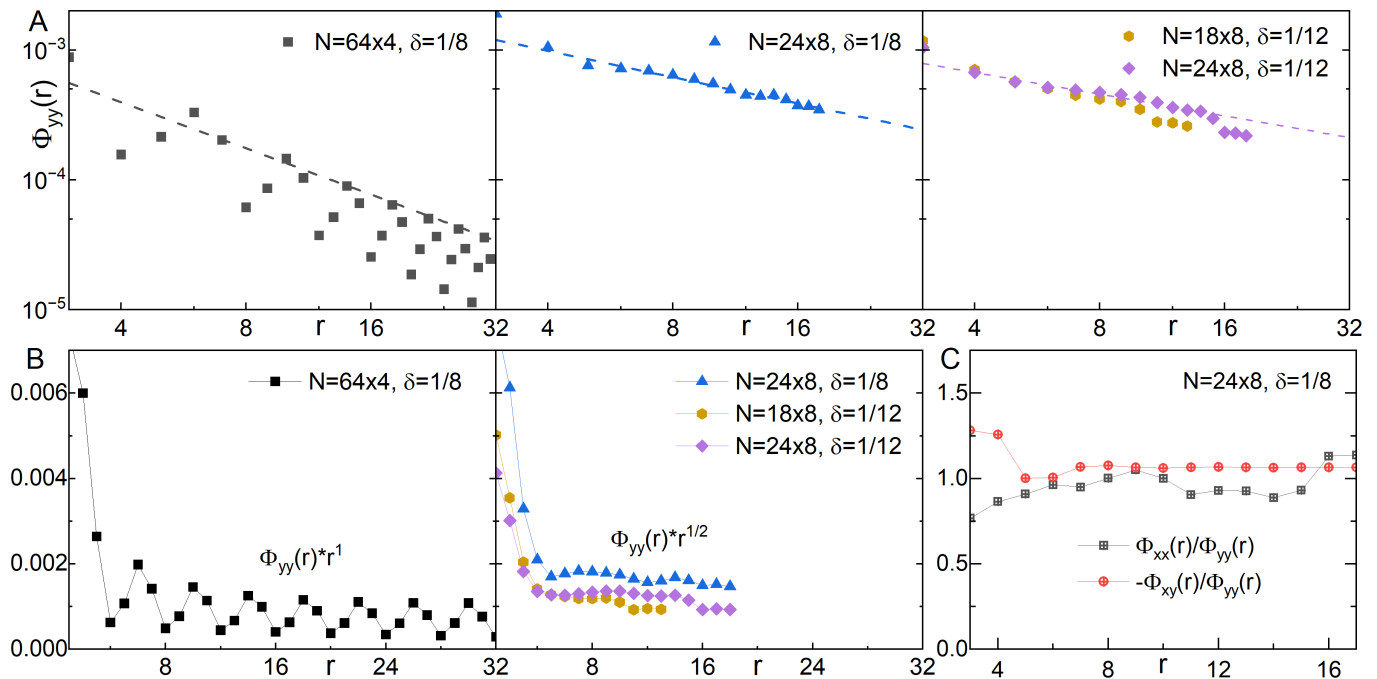 A
N=64x4, δ=1/8
N=24x8, δ=1/8
N=18x8, δ=1/12
N=24x8, δ=1/12
10⁻³
10⁻⁴
10⁻⁵
Φyy(r)
4 8 r 16 32
4 8 r 16 32
4 8 r 16 32
B
N=64x4, δ=1/8
Φyy(r)*r¹
0.006
0.004
0.002
0.000
8 16 r 24 32
N=24x8, δ=1/8
N=18x8, δ=1/12
N=24x8, δ=1/12
Φyy(r)*r^1/2
8 16 r 24 32
C
N=24x8, δ=1/8
1.5
1.0
0.5
0.0
Φxx(r)/Φyy(r)
-Φxy(r)/Φyy(r)
4 8 r 12 16